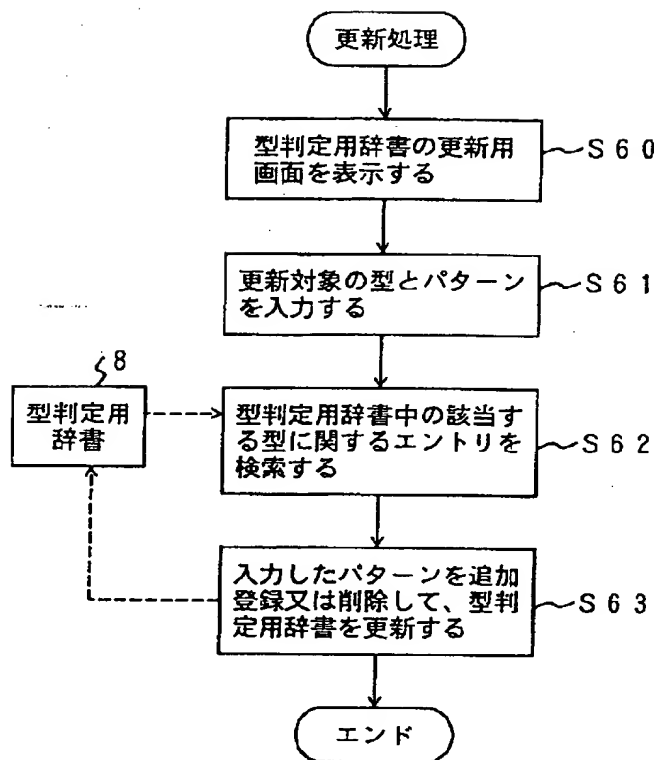 更新処理
型判定用辞書の更新用
画面を表示する
S60
更新対象の型とパターン
を入力する
S61
8
型判定用
辞書
型判定用辞書中の該当す
る型に関するエントリを
検索する
S62
入力したパターンを追加
登録又は削除して、型判
定用辞書を更新する
S63
エンド